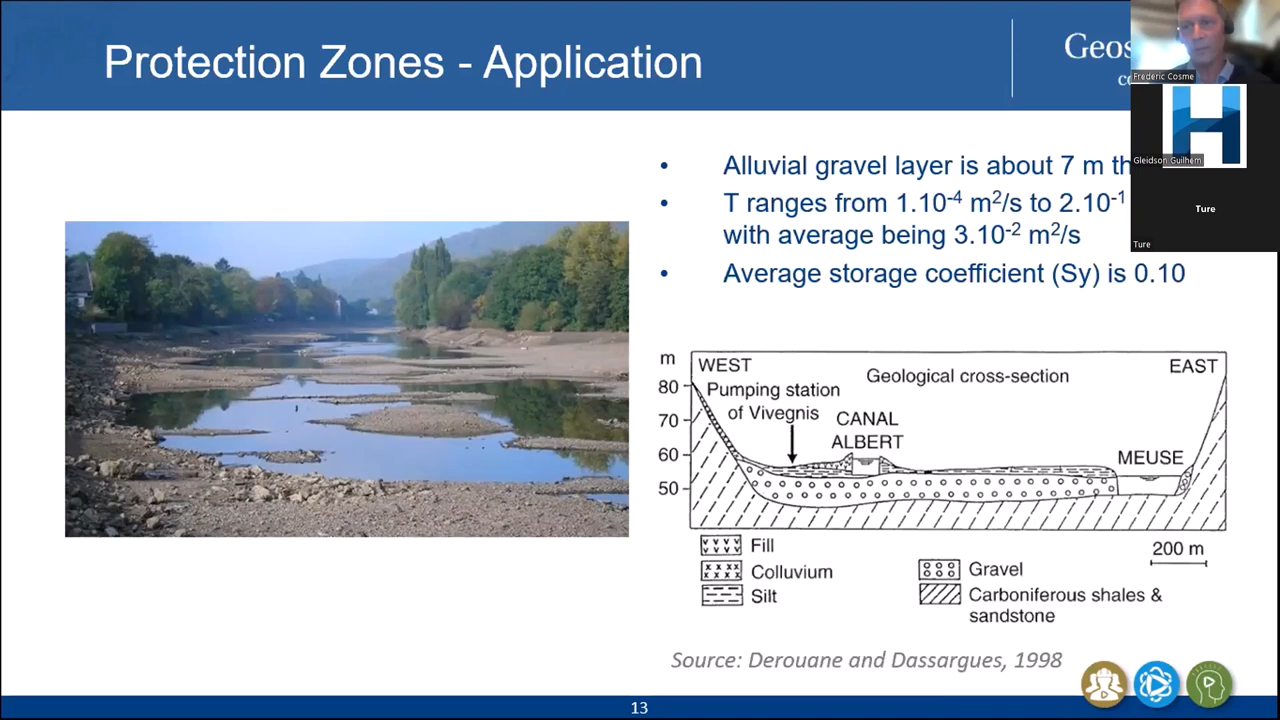 Protection Zones - Application
Geos
Frederic Cosme
Gleidson Guilhem
Ture
Ture
• Alluvial gravel layer is about 7 m th
• T ranges from 1.10⁻⁴ m²/s to 2.10⁻¹
with average being 3.10⁻² m²/s
• Average storage coefficient (Sy) is 0.10
m
80
70
60
50
WEST
EAST
Geological cross-section
Pumping station
of Vivegnis
CANAL
ALBERT
MEUSE
Fill
Colluvium
Silt
Gravel
Carboniferous shales &
sandstone
200 m
Source: Derouane and Dassargues, 1998
13